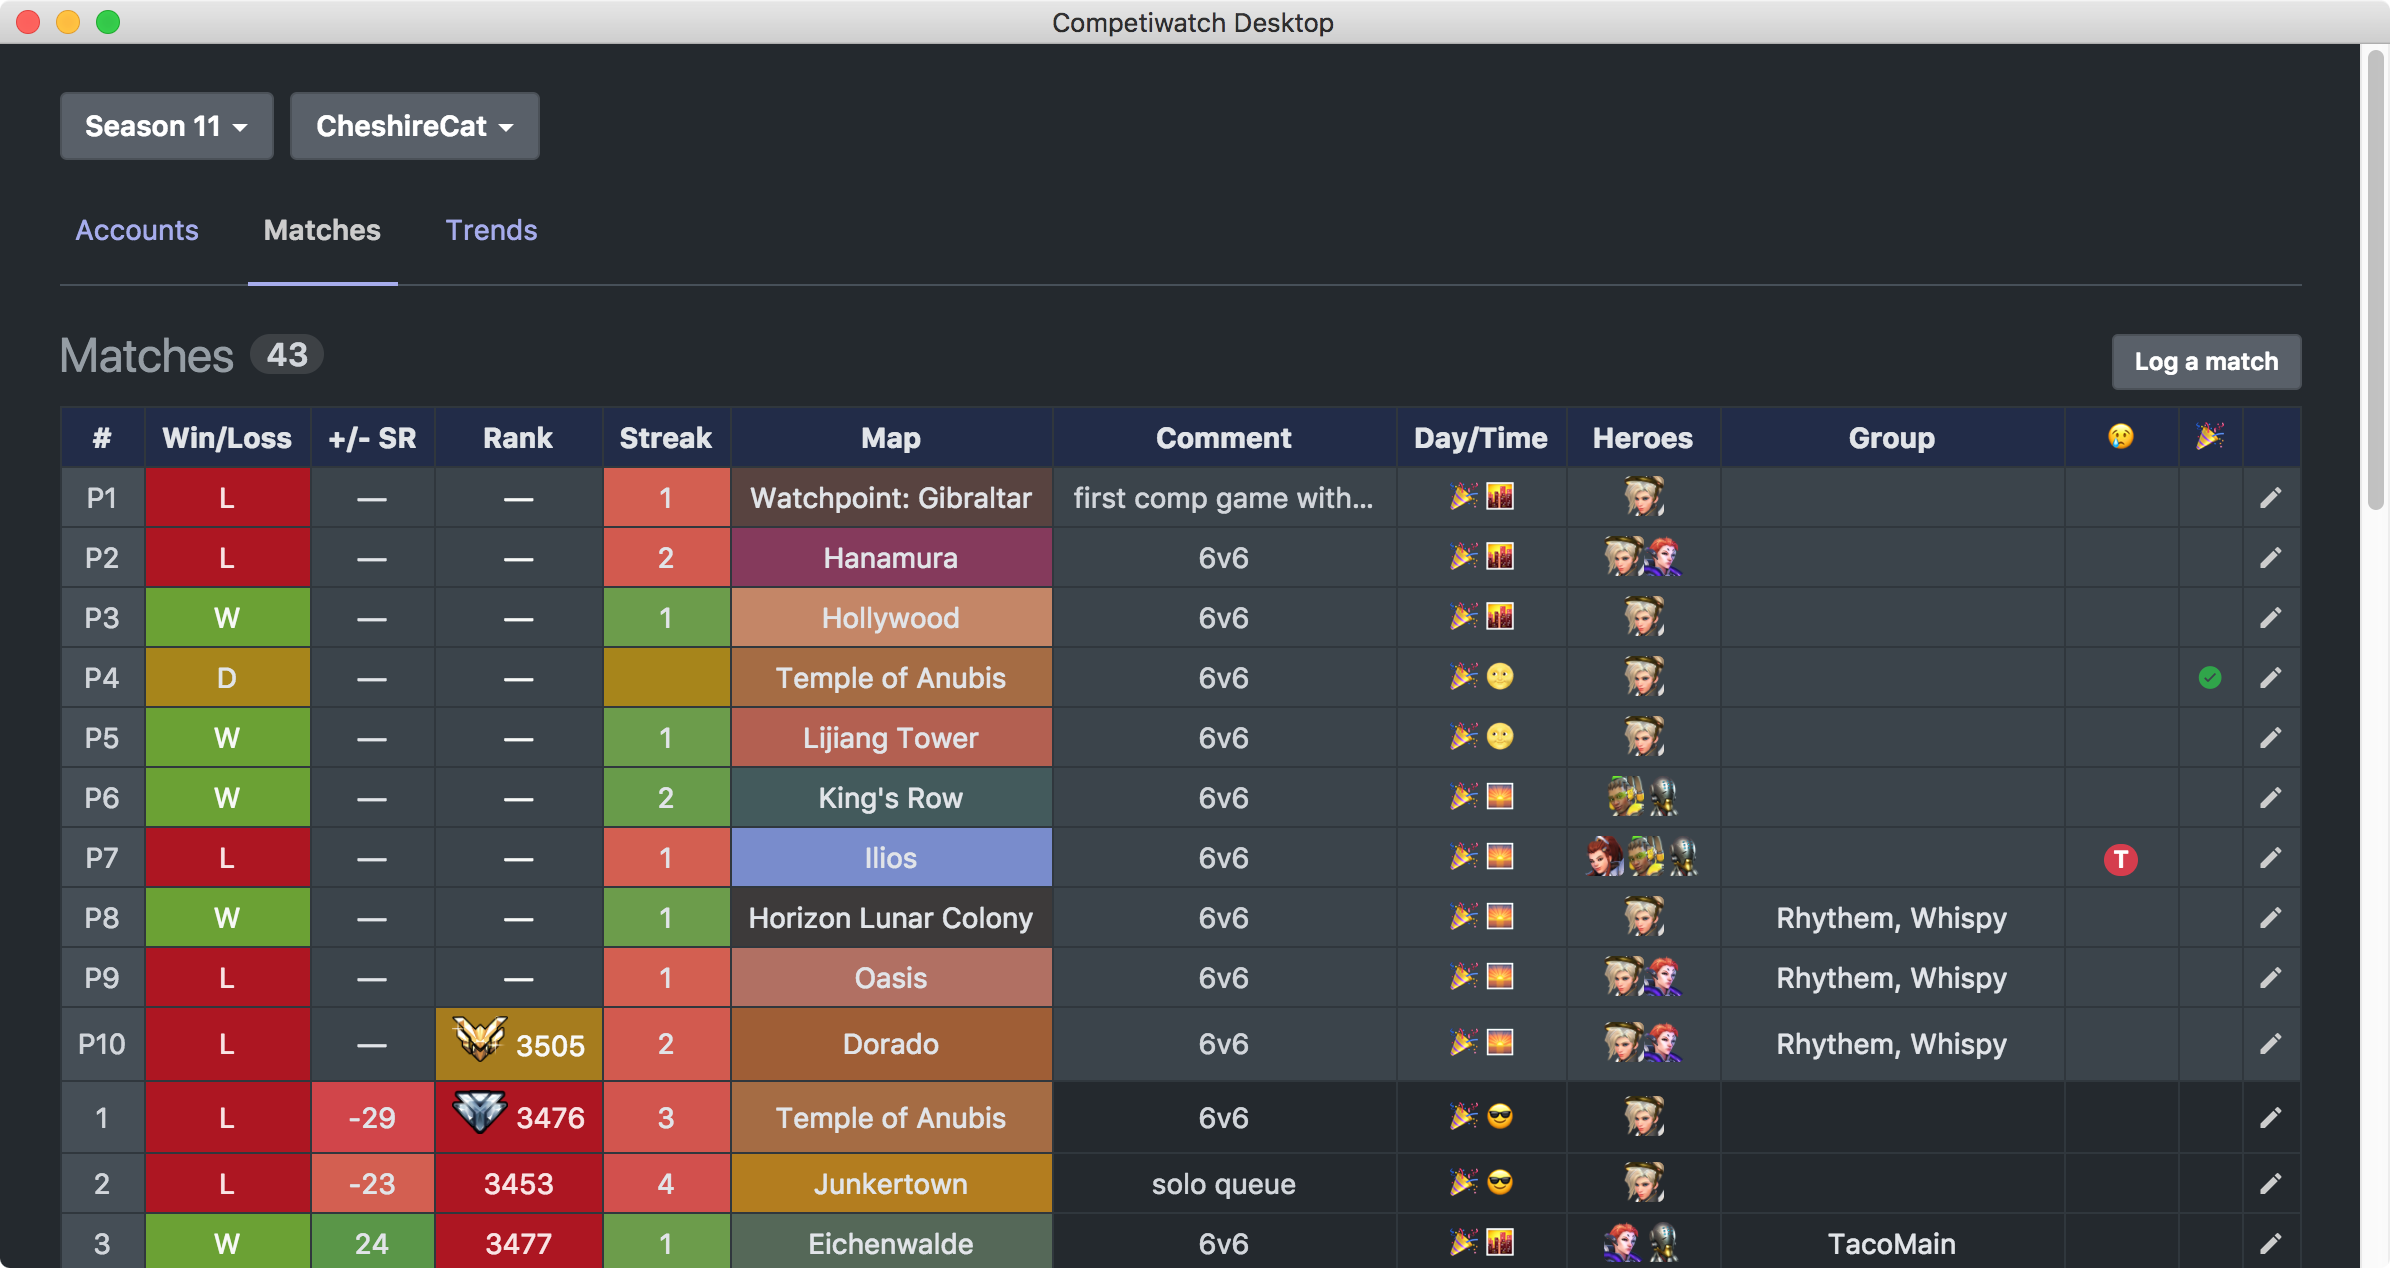 Competiwatch Desktop
Season 11 CheshireCat
Accounts Matches Trends
Matches 43 Log a match
# Win/Loss +/- SR Rank Streak Map Comment Day/Time Heroes Group
P1 L — — 1 Watchpoint: Gibraltar first comp game with...
P2 L — — 2 Hanamura 6v6
P3 W — — 1 Hollywood 6v6
P4 D — — Temple of Anubis 6v6
P5 W — — 1 Lijiang Tower 6v6
P6 W — — 2 King's Row 6v6
P7 L — — 1 Ilios 6v6 T
P8 W — — 1 Horizon Lunar Colony 6v6 Rhythem, Whispy
P9 L — — 1 Oasis 6v6 Rhythem, Whispy
P10 L — 3505 2 Dorado 6v6 Rhythem, Whispy
1 L -29 3476 3 Temple of Anubis 6v6
2 L -23 3453 4 Junkertown solo queue
3 W 24 3477 1 Eichenwalde 6v6 TacoMain